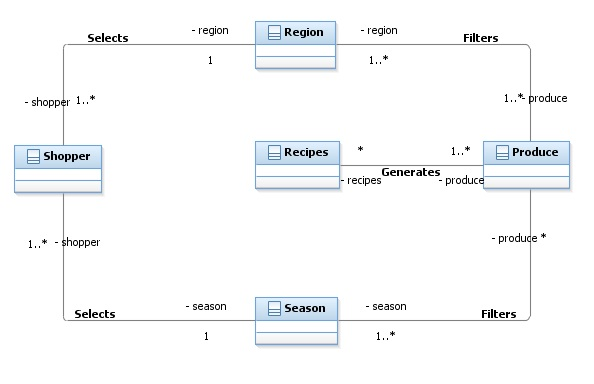 Selects
- region
Region
- region
Filters
1
1..*
- shopper
1..*
1..*
- produce
Shopper
Recipes
*
1..*
Produce
Generates
- recipes
- produce
1..*
- shopper
- produce
*
Selects
- season
Season
- season
Filters
1
1..*